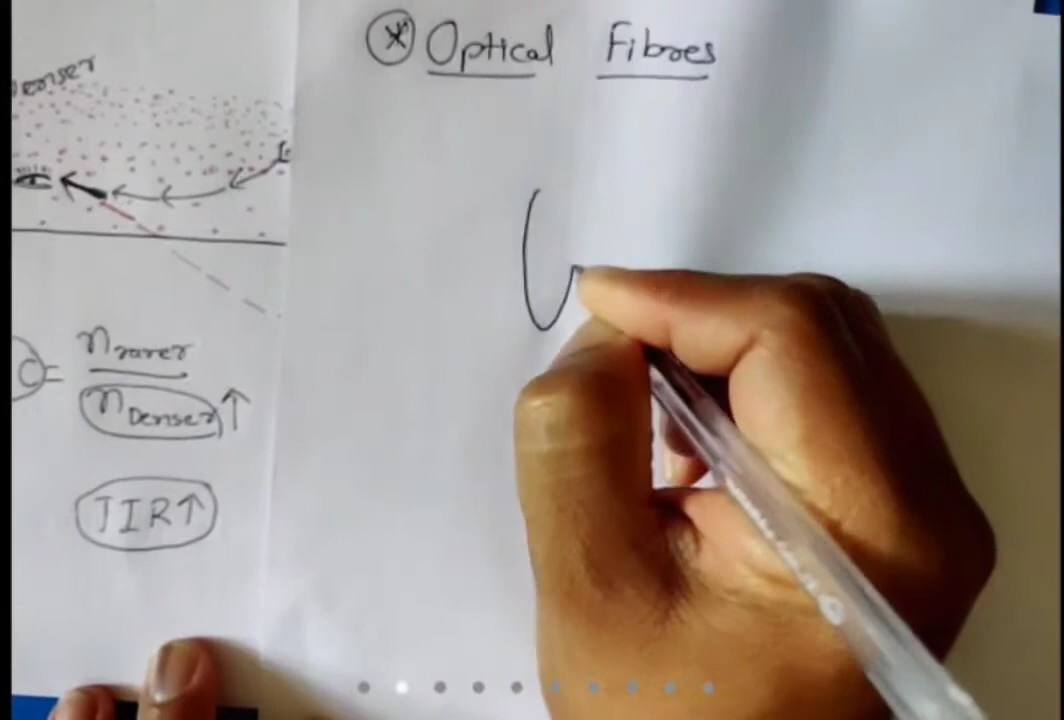 * Optical Fibres
Denser
C = n rarer
n Denser ↑
TIR↑